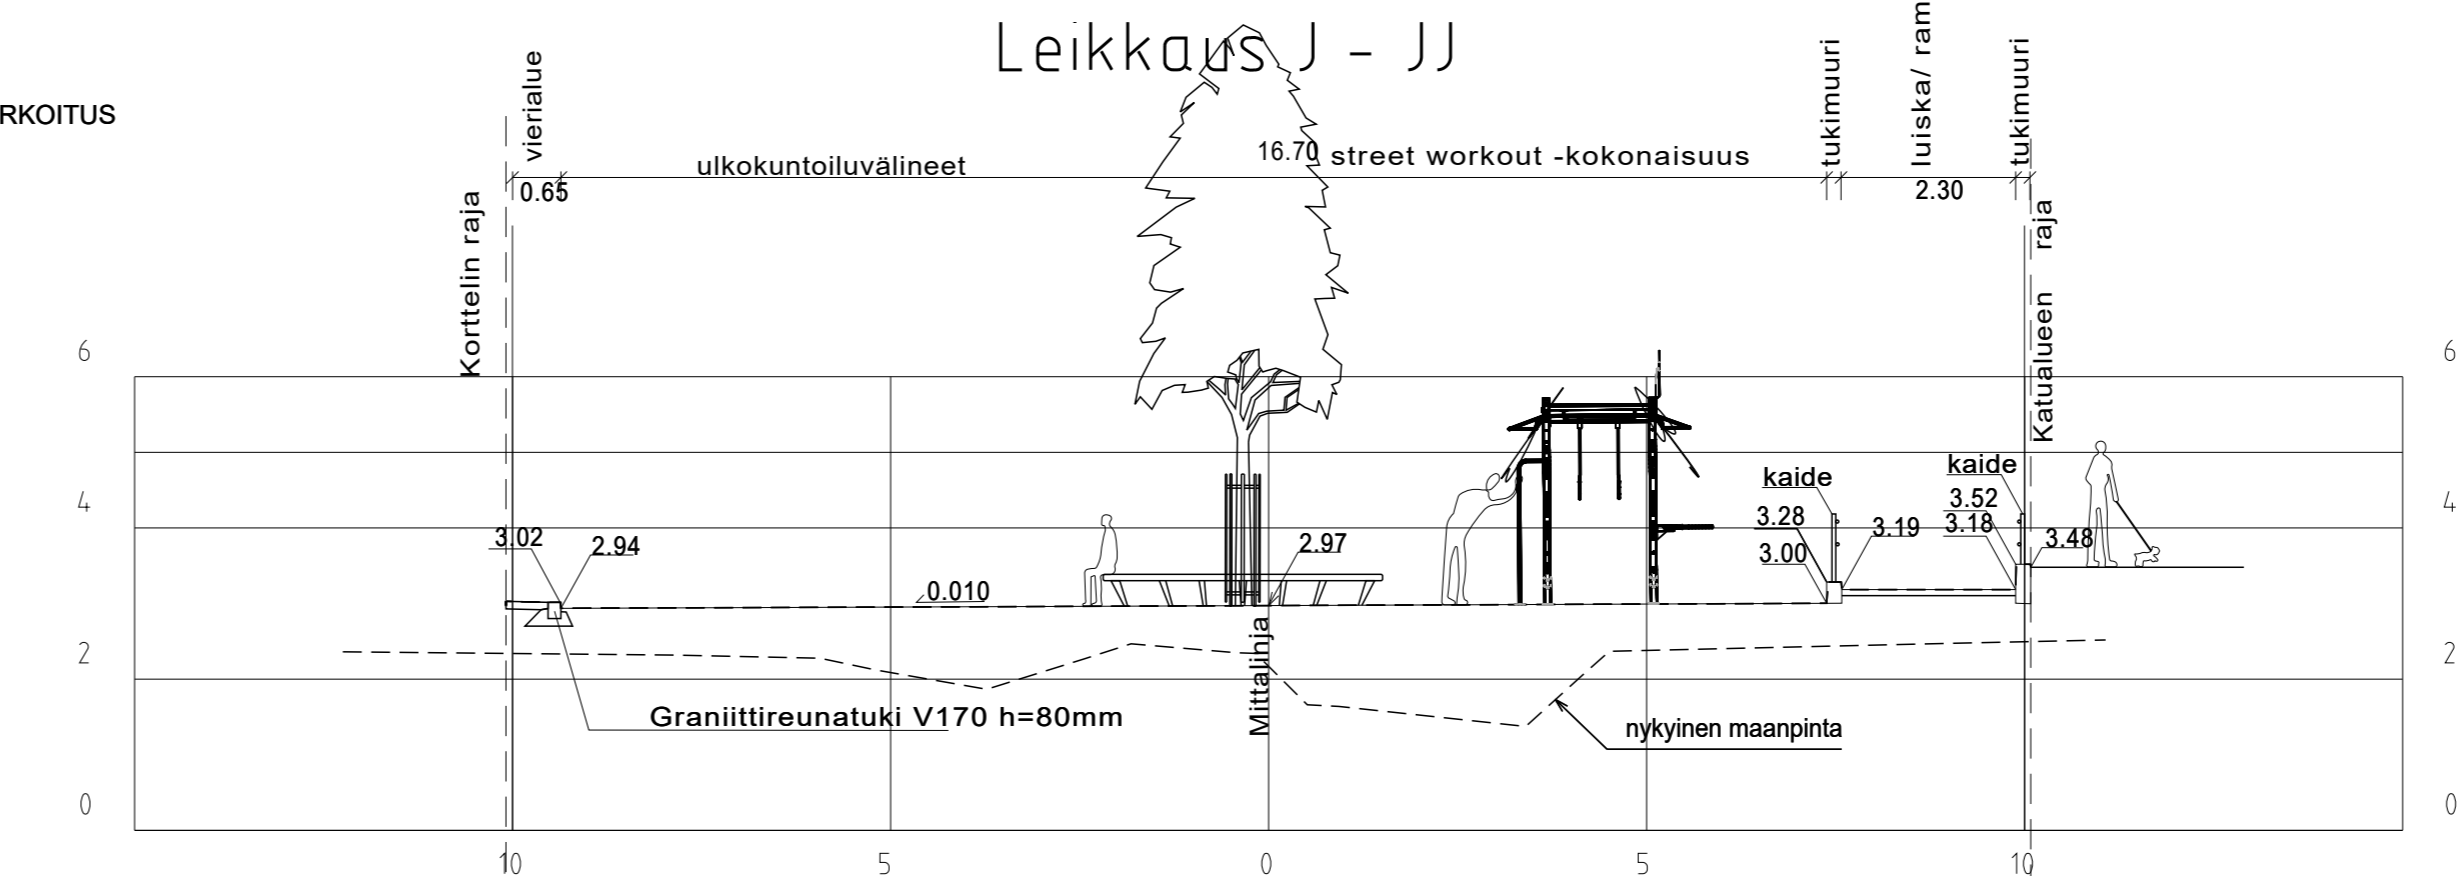 Leikkaus J - JJ
RKOITUS
vierialue
ulkokuntoiluvälineet
16.70
street workout -kokonaisuus
tukimuuri
luiska/ ram
tukimuuri
0.65
2.30
Korttelin raja
Katualueen raja
6
6
kaide
kaide
4
3.52
4
3.28
3.18
3.19
3.48
3.02
2.94
2.97
3.00
0.010
2
Mittalinja
2
Graniittireunatuki V170 h=80mm
nykyinen maanpinta
0
0
10
5
0
5
10